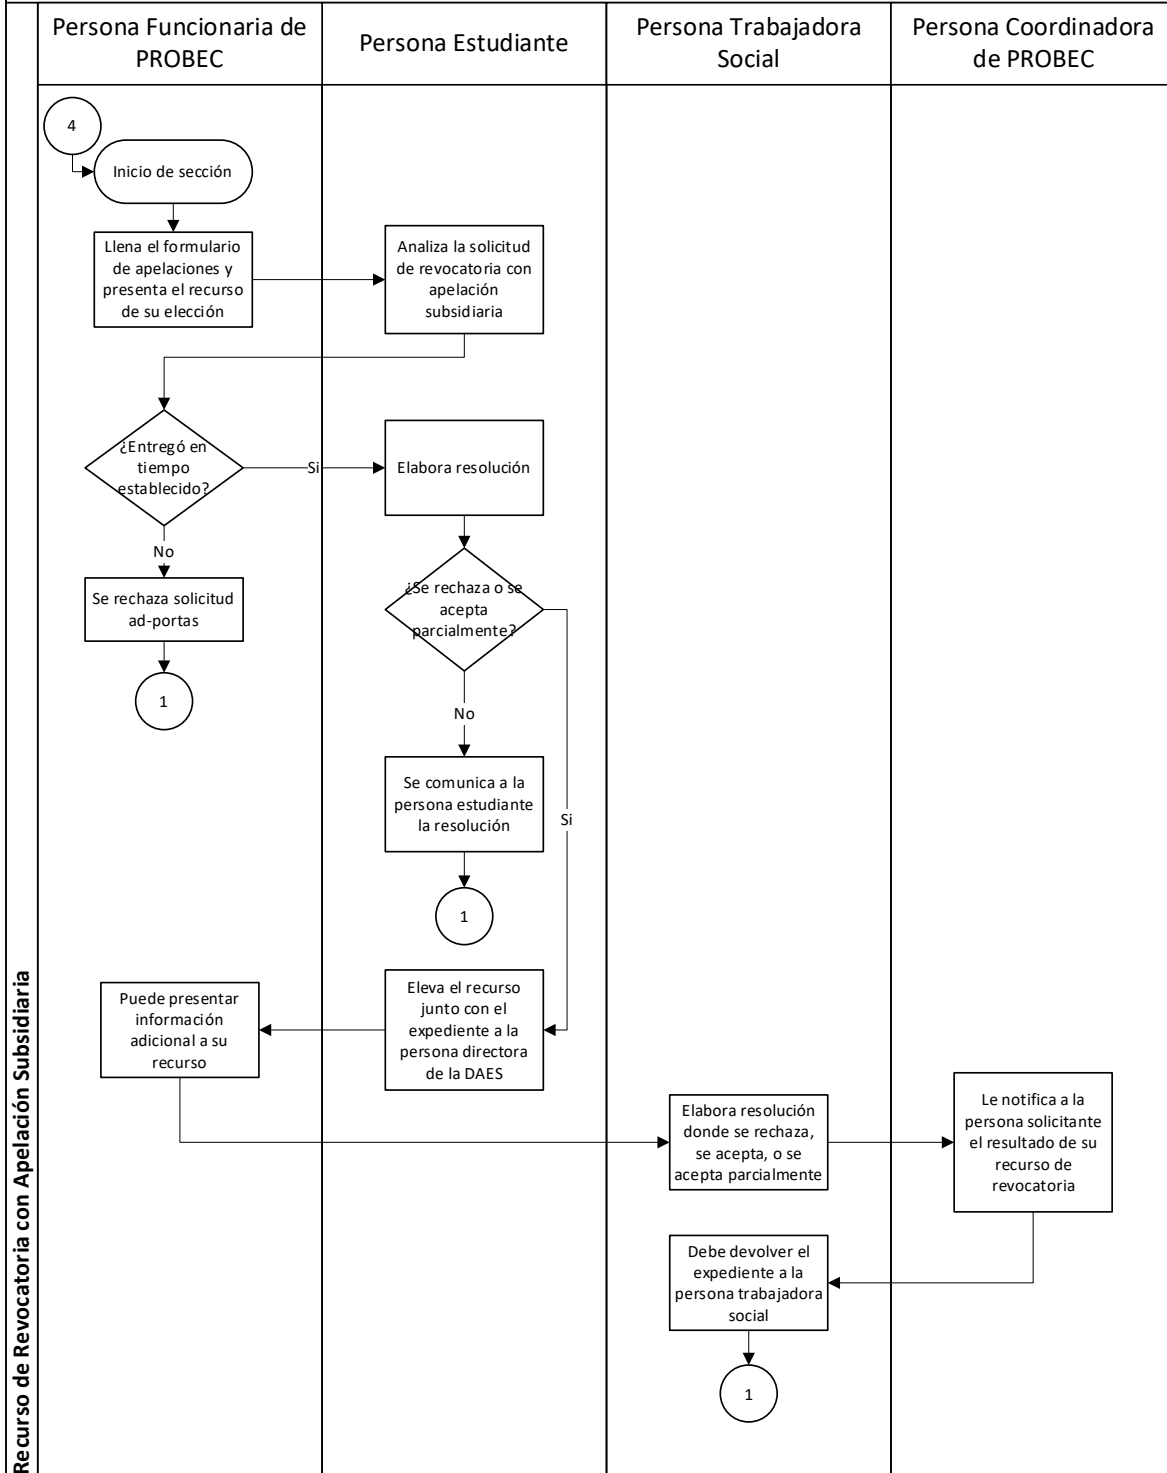 Persona Funcionaria de
PROBEC
Persona Estudiante
Persona Trabajadora
Social
Persona Coordinadora
de PROBEC
4
Inicio de sección
Llena el formulario
de apelaciones y
presenta el recurso
de su elección
Analiza la solicitud
de revocatoria con
apelación
subsidiaria
¿Entregó en
tiempo
establecido?
Si
Elabora resolución
No
Se rechaza solicitud
ad-portas
1
¿Se rechaza o se
acepta
parcialmente?
No
Si
Se comunica a la
persona estudiante
la resolución
1
Eleva el recurso
junto con el
expediente a la
persona directora
de la DAES
Puede presentar
información
adicional a su
recurso
Elabora resolución
donde se rechaza,
se acepta, o se
acepta parcialmente
Le notifica a la
persona solicitante
el resultado de su
recurso de
revocatoria
Debe devolver el
expediente a la
persona trabajadora
social
1
Recurso de Revocatoria con Apelación Subsidiaria